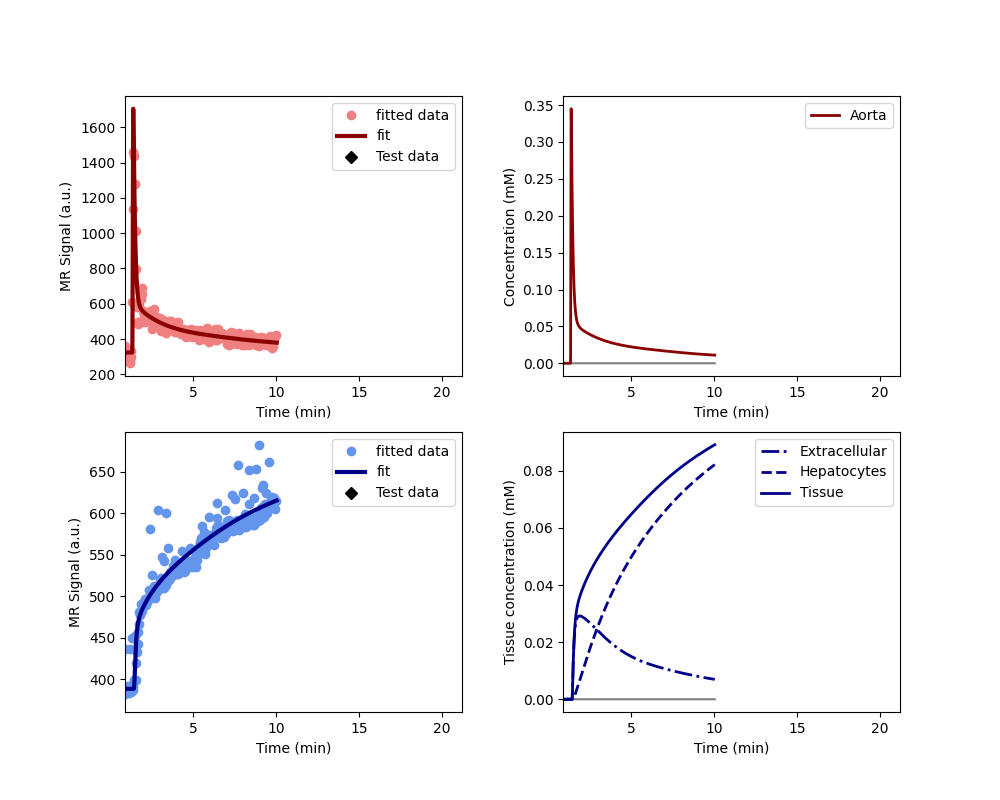 1600
1400
1200
1000
800
600
400
200
MR Signal (a.u.)
5
10
15
20
Time (min)
fitted data
fit
Test data
0.35
0.30
0.25
0.20
0.15
0.10
0.05
0.00
Concentration (mM)
5
10
15
20
Time (min)
Aorta
650
600
550
500
450
400
MR Signal (a.u.)
5
10
15
20
Time (min)
fitted data
fit
Test data
0.08
0.06
0.04
0.02
0.00
Tissue concentration (mM)
5
10
15
20
Time (min)
Extracellular
Hepatocytes
Tissue